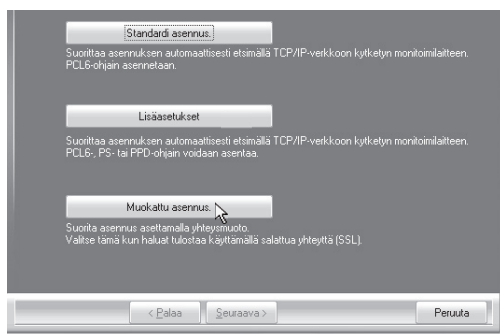 Standardi asennus.
Suorittaa asennuksen automaattisesti etsimällä TCP/IP-verkkoon kytketyn monitoimilaitteen.
PCL6-ohjain asennetaan.
Lisäasetukset
Suorittaa asennuksen automaattisesti etsimällä TCP/IP-verkkoon kytketyn monitoimilaitteen.
PCL6-, PS- tai PPD-ohjain voidaan asentaa.
Muokattu asennus.
Suorita asennus asettamalla yhteysmuoto.
Valitse tämä kun haluat tulostaa käyttämällä salattua yhteyttä (SSL).
< Palaa Seuraava > Peruuta